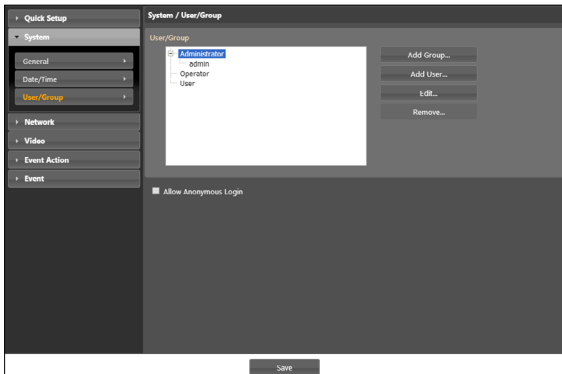 Quick Setup
System
General
Date/Time
User/Group
Network
Video
Event Action
Event
System / User/Group
User/Group
Administrator
admin
Operator
User
Add Group...
Add User...
Edit...
Remove...
Allow Anonymous Login
Save